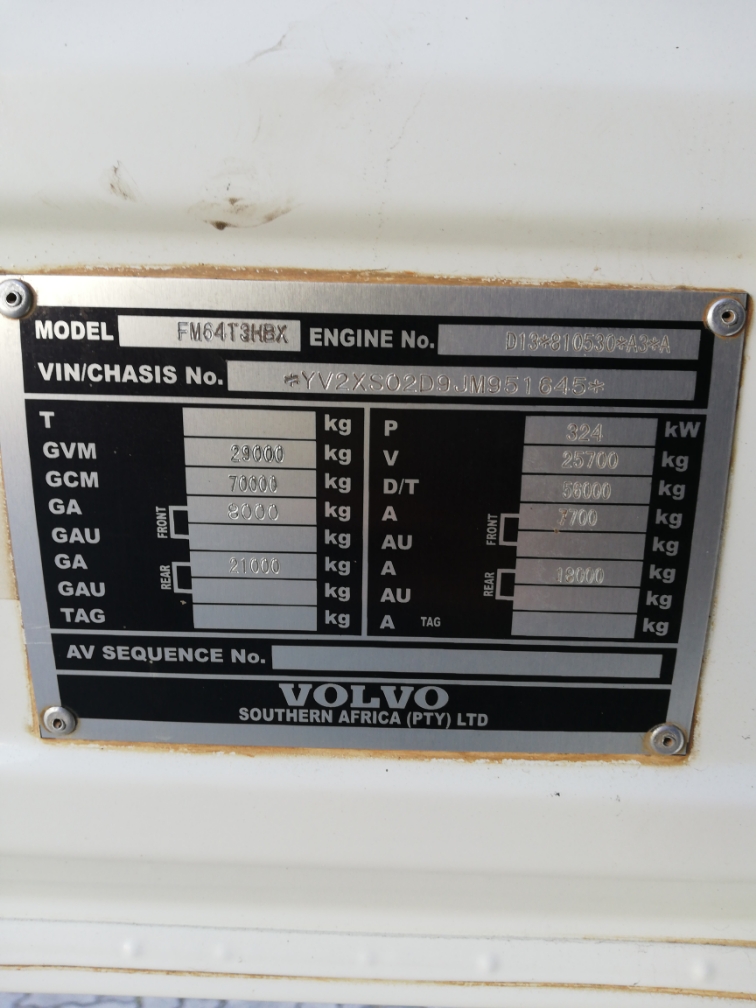 MODEL FM64T3HBX ENGINE No. D13*810530*A3*A
VIN/CHASIS No. *YV2XS02D9JM951645*
T kg P 324 kW
GVM 29000 kg V 25700 kg
GCM 70000 kg D/T 56000 kg
GA FRONT 8000 kg A FRONT 7700 kg
GAU kg AU kg
GA REAR 21000 kg A REAR 18000 kg
GAU kg AU kg
TAG kg A TAG kg
AV SEQUENCE No.
VOLVO
SOUTHERN AFRICA (PTY) LTD